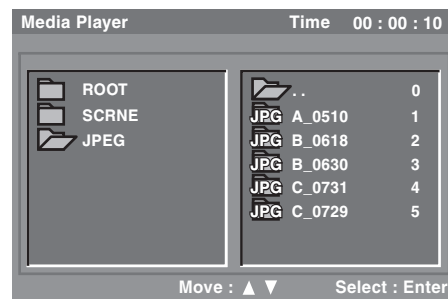 Media Player Time 00 : 00 : 10
ROOT
SCRNE
JPEG
. . 0
JPG A_0510 1
JPG B_0618 2
JPG B_0630 3
JPG C_0731 4
JPG C_0729 5
Move : ▲ ▼ Select : Enter